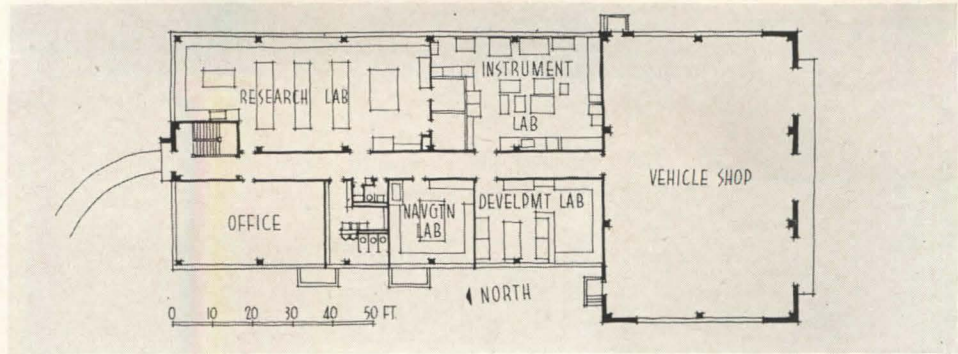 INSTRUMENT
RESEARCH LAB
LAB
VEHICLE SHOP
OFFICE
NAVGTN
LAB
DEVELPMT LAB
NORTH
0 10 20 30 40 50 FT.